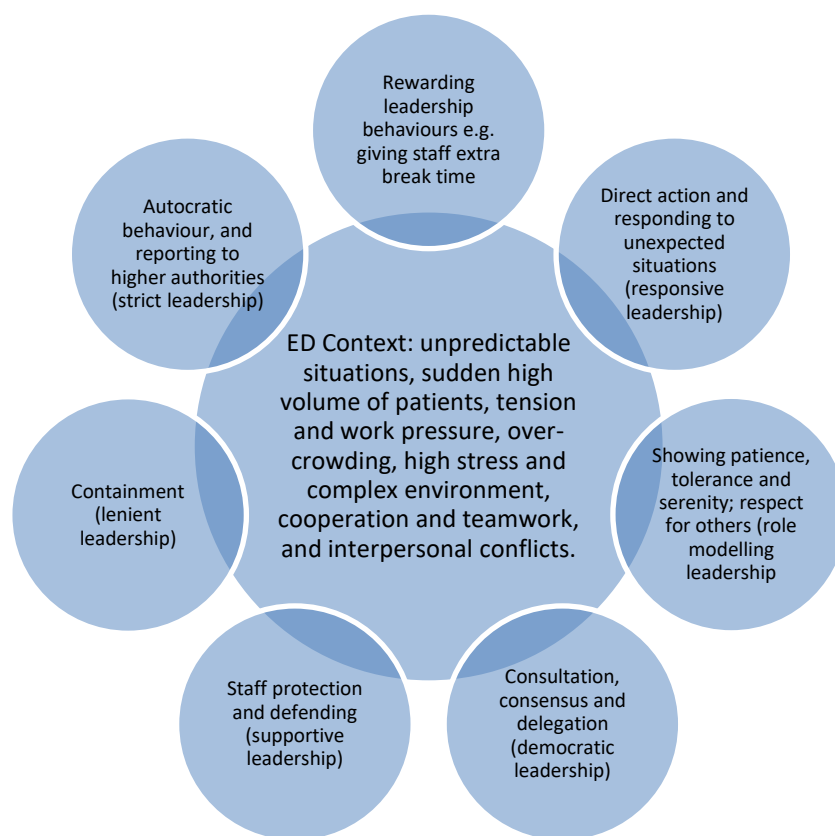 Rewarding
leadership
behaviours e.g.
giving staff extra
break time
Direct action and
responding to
unexpected
situations
(responsive
leadership)
Showing patience,
tolerance and
serenity; respect
for others (role
modelling
leadership
Consultation,
consensus and
delegation
(democratic
leadership)
Staff protection
and defending
(supportive
leadership)
Containment
(lenient
leadership)
Autocratic
behaviour, and
reporting to
higher authorities
(strict leadership)
ED Context: unpredictable
situations, sudden high
volume of patients, tension
and work pressure, over-
crowding, high stress and
complex environment,
cooperation and teamwork,
and interpersonal conflicts.